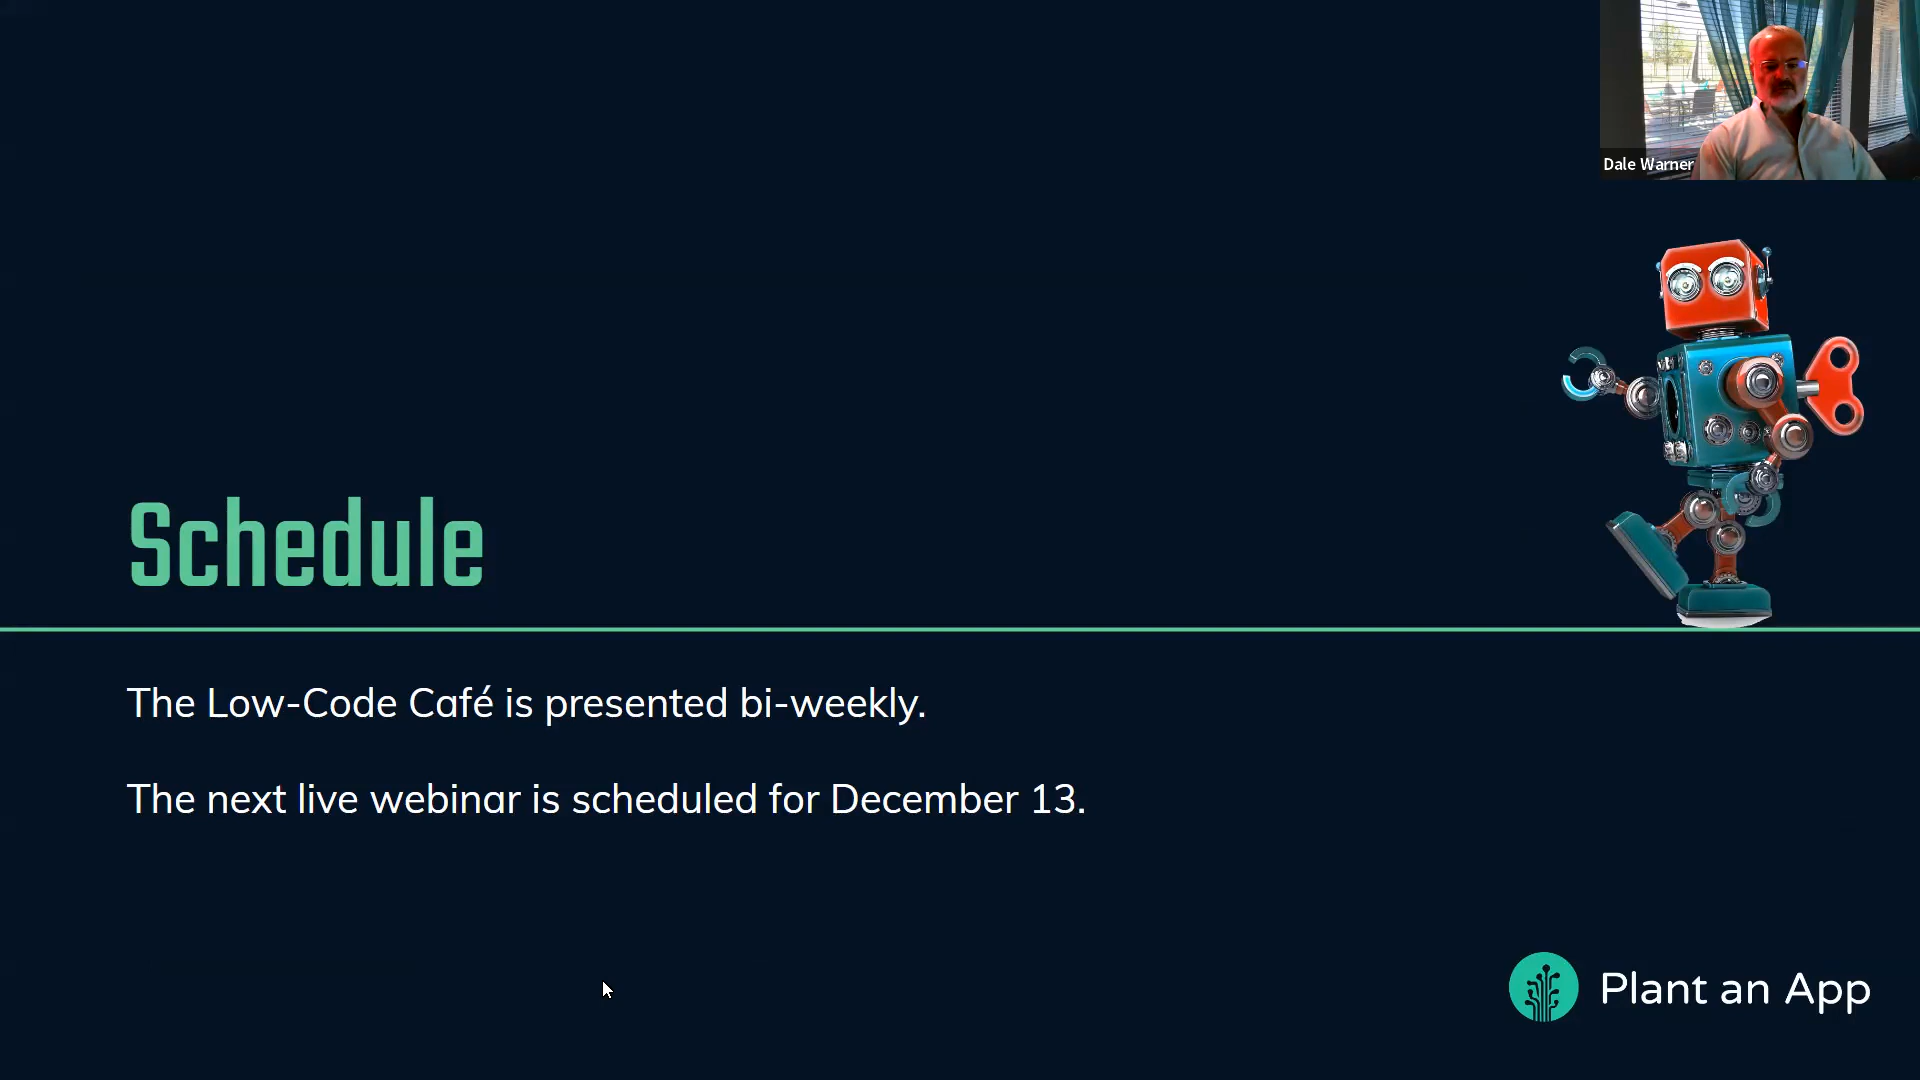 Dale Warner
Schedule
The Low-Code Café is presented bi-weekly.
The next live webinar is scheduled for December 13.
Plant an App